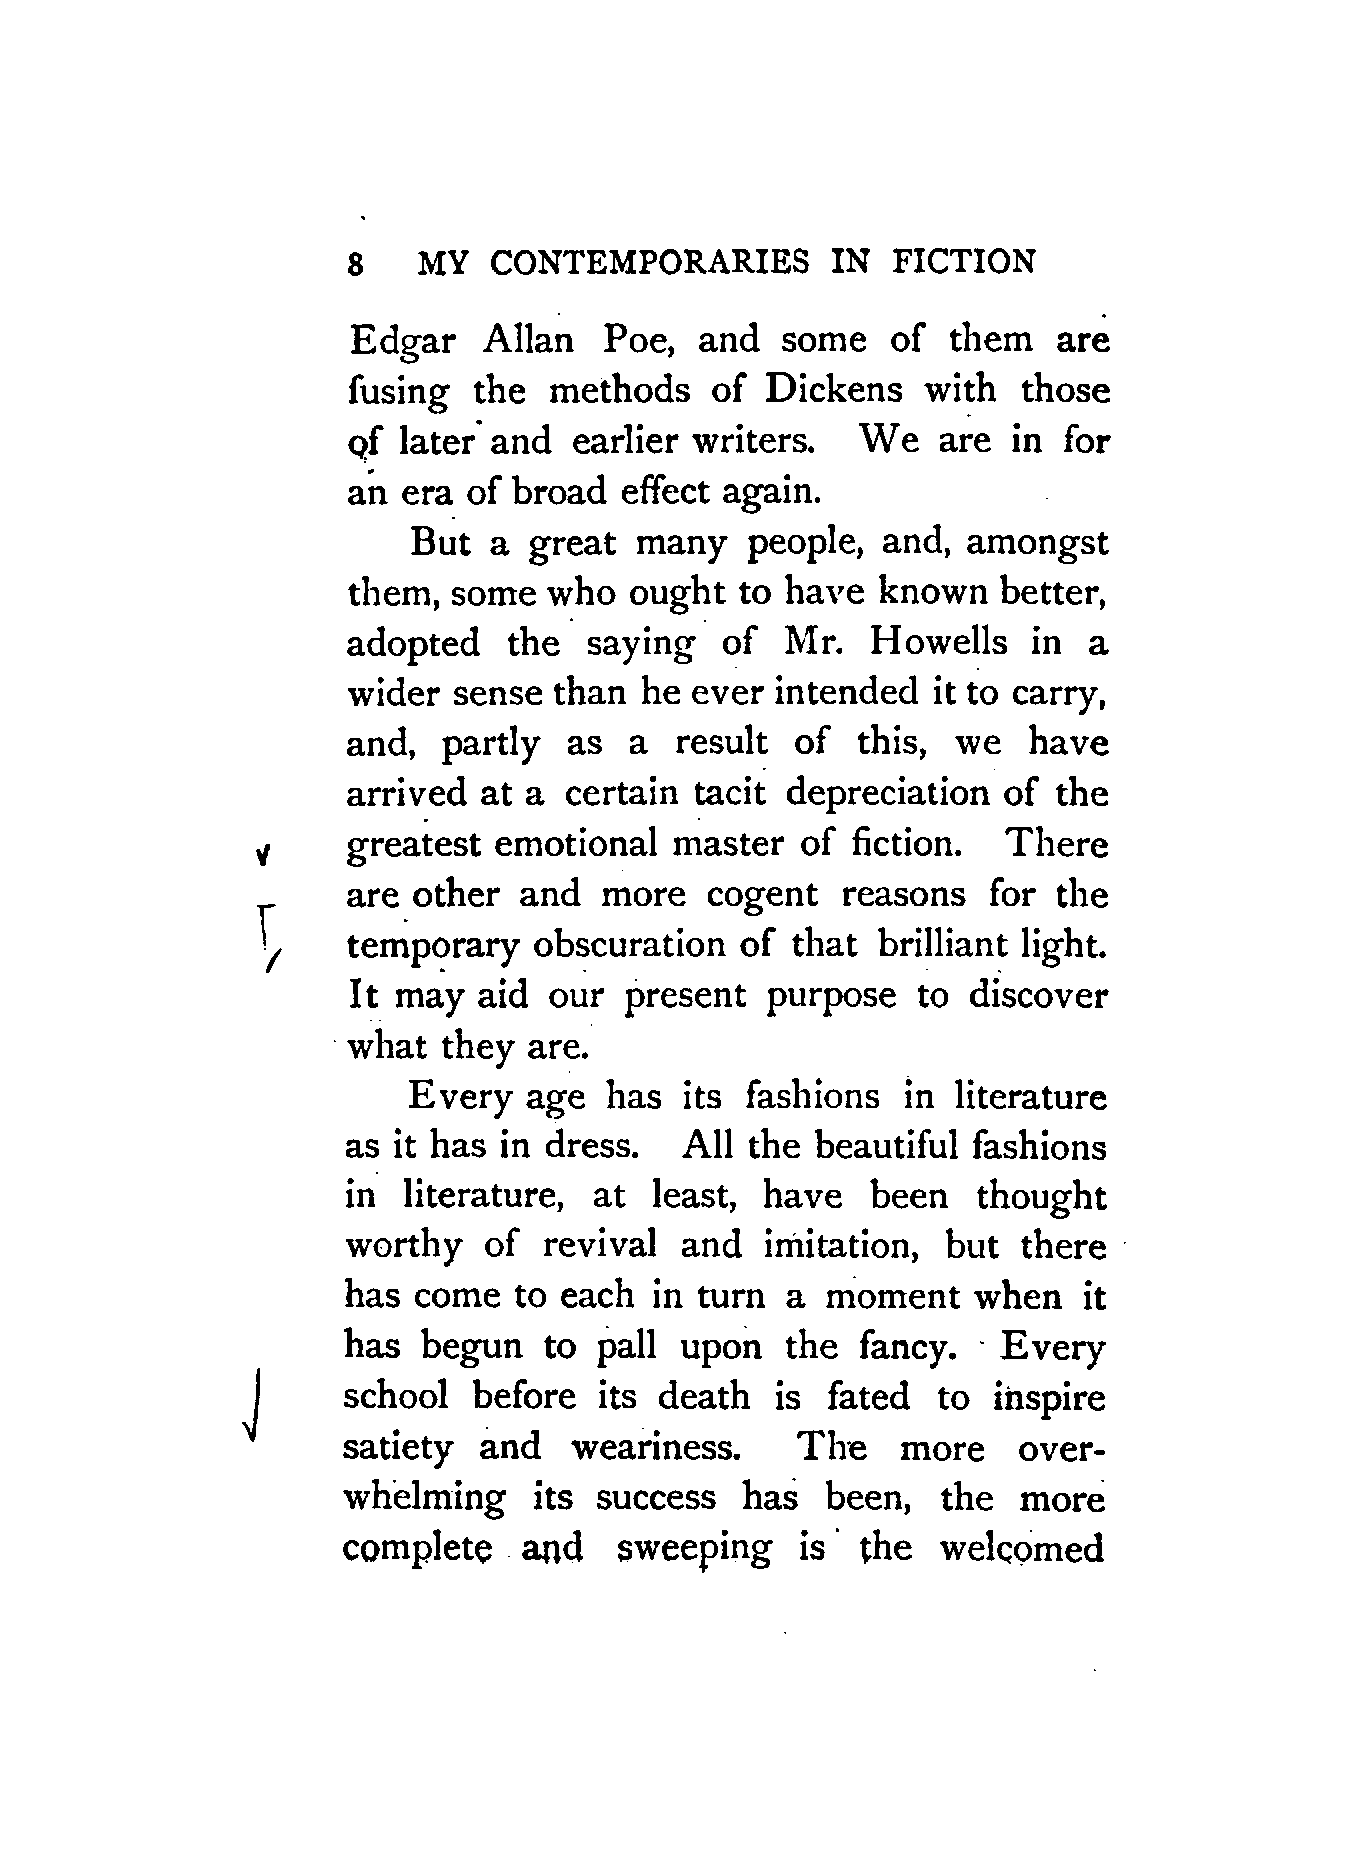 8 MY CONTEMPORARIES IN FICTION
Edgar Allan Poe, and some of them are
fusing the methods of Dickens with those
of later and earlier writers. We are in for
an era of broad effect again.
But a great many people, and, amongst
them, some who ought to have known better,
adopted the saying of Mr. Howells in a
wider sense than he ever intended it to carry,
and, partly as a result of this, we have
arrived at a certain tacit depreciation of the
greatest emotional master of fiction. There
are other and more cogent reasons for the
temporary obscuration of that brilliant light.
It may aid our present purpose to discover
what they are.
Every age has its fashions in literature
as it has in dress. All the beautiful fashions
in literature, at least, have been thought
worthy of revival and imitation, but there
has come to each in turn a moment when it
has begun to pall upon the fancy. Every
school before its death is fated to inspire
satiety and weariness. The more over-
whelming its success has been, the more
complete and sweeping is the welcomed